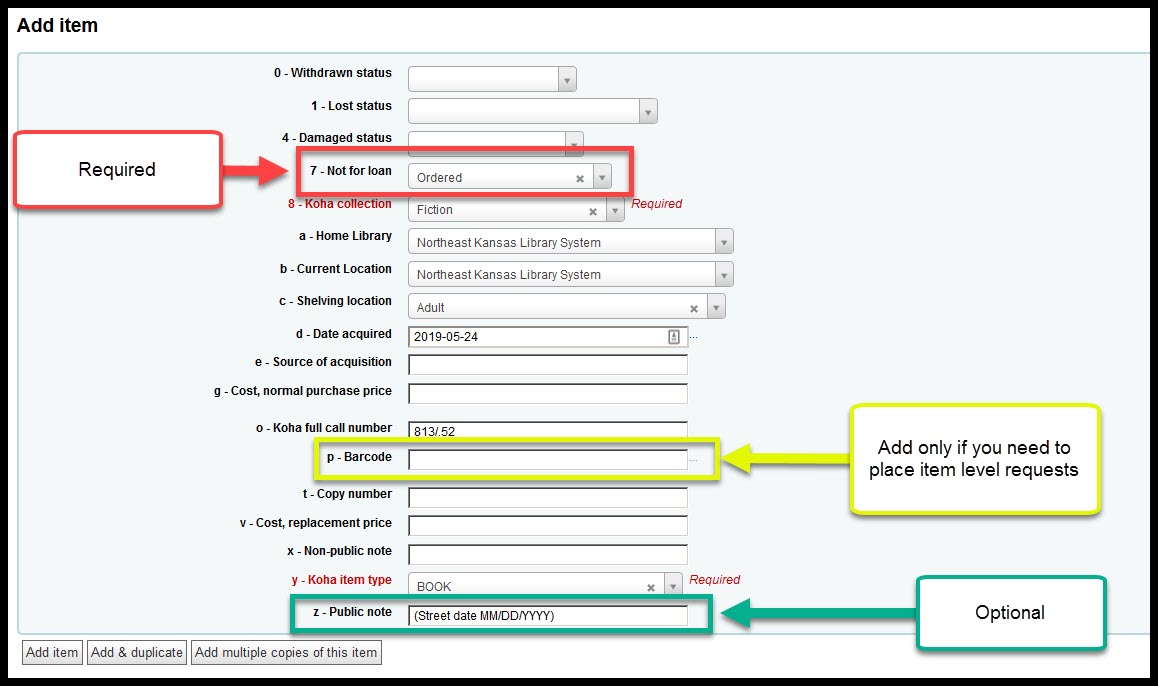 Add item
0 - Withdrawn status
1 - Lost status
4 - Damaged status
Required
7 - Not for loan Ordered
8 - Koha collection Fiction Required
a - Home Library Northeast Kansas Library System
b - Current Location Northeast Kansas Library System
c - Shelving location Adult
d - Date acquired 2019-05-24 ...
e - Source of acquisition
g - Cost, normal purchase price
o - Koha full call number 813/.52
p - Barcode ...
Add only if you need to
place item level requests
t - Copy number
v - Cost, replacement price
x - Non-public note
y - Koha item type BOOK Required
z - Public note (Street date MM/DD/YYYY)
Optional
Add item Add & duplicate Add multiple copies of this item